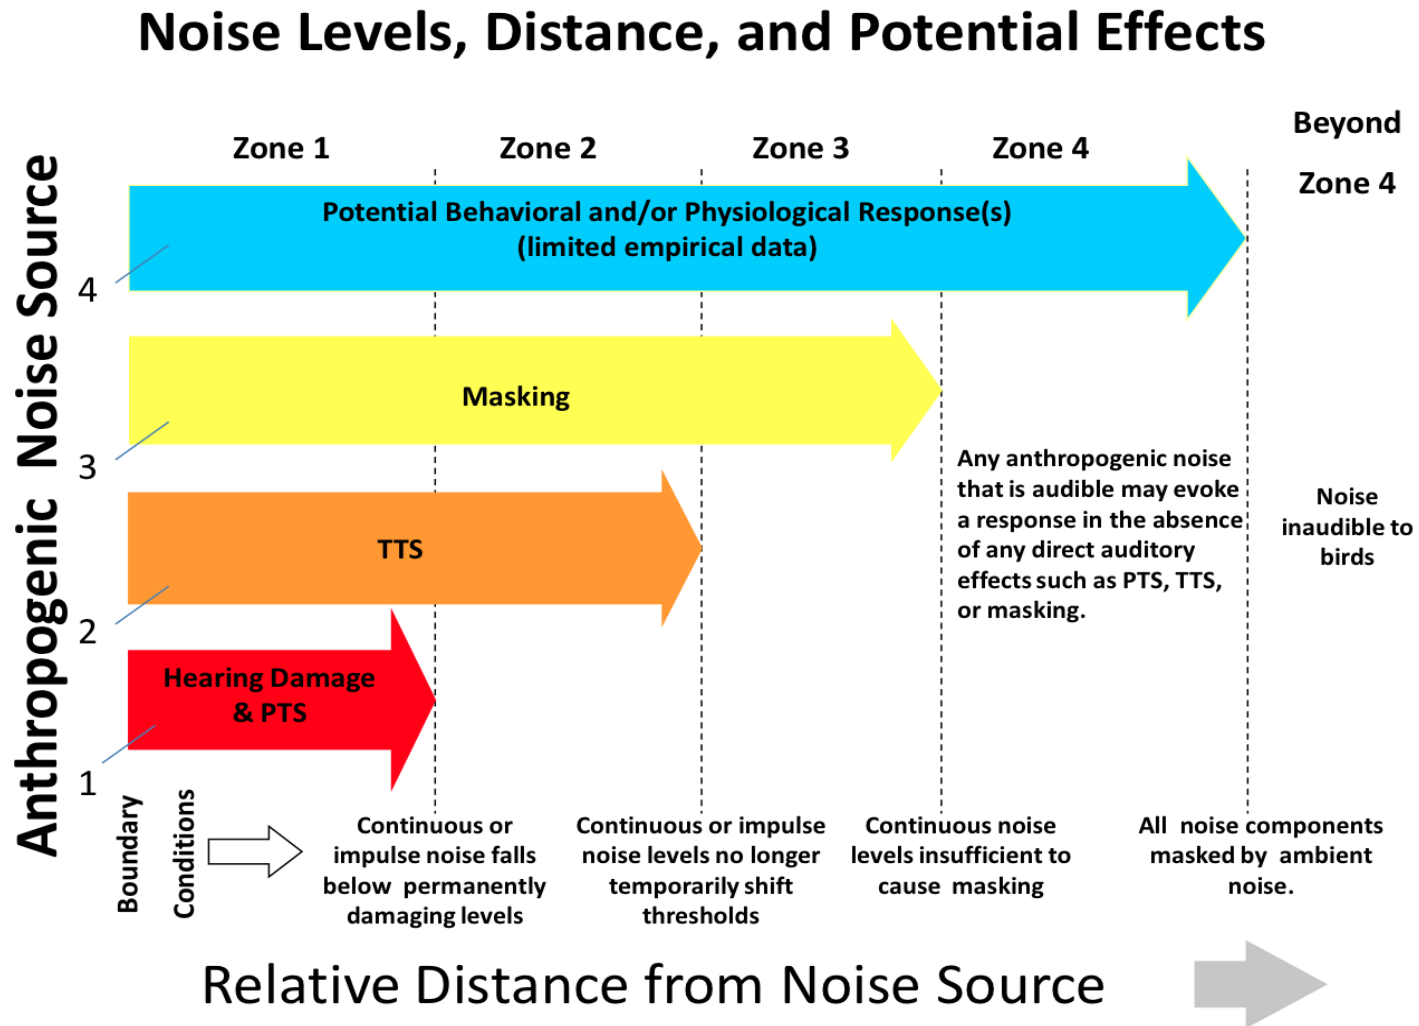 Noise Levels, Distance, and Potential Effects
Zone 1
Zone 2
Zone 3
Zone 4
Beyond
Zone 4
Anthropogenic Noise Source
4
Potential Behavioral and/or Physiological Response(s)
(limited empirical data)
3
Masking
2
TTS
1
Hearing Damage
& PTS
Any anthropogenic noise
that is audible may evoke
a response in the absence
of any direct auditory
effects such as PTS, TTS,
or masking.
Noise
inaudible to
birds
Boundary
Conditions
Continuous or
impulse noise falls
below permanently
damaging levels
Continuous or impulse
noise levels no longer
temporarily shift
thresholds
Continuous noise
levels insufficient to
cause masking
All noise components
masked by ambient
noise.
Relative Distance from Noise Source